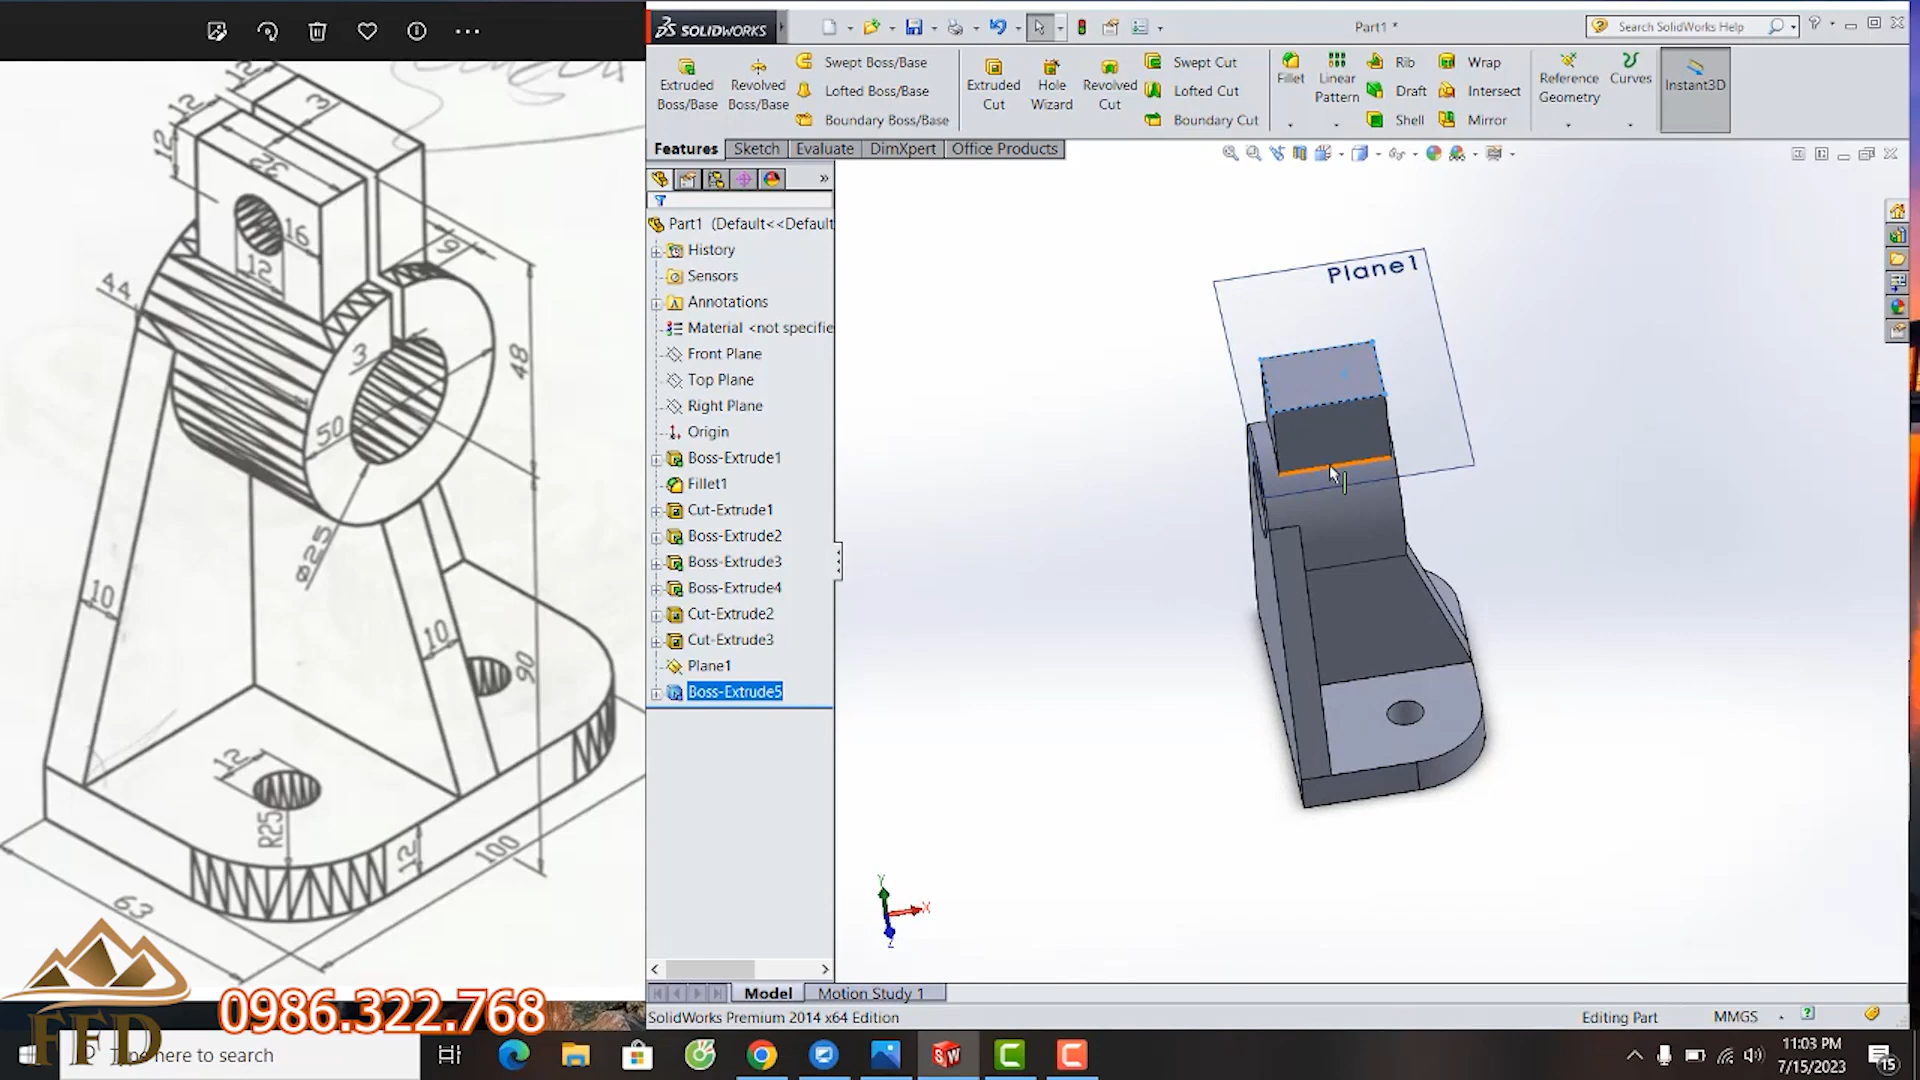 SOLIDWORKS
Part1 *
Search SolidWorks Help
Extruded Boss/Base
Revolved Boss/Base
Swept Boss/Base
Lofted Boss/Base
Boundary Boss/Base
Extruded Cut
Hole Wizard
Revolved Cut
Swept Cut
Lofted Cut
Boundary Cut
Fillet
Linear Pattern
Rib
Draft
Shell
Wrap
Intersect
Mirror
Reference Geometry
Curves
Instant3D
Features
Sketch
Evaluate
DimXpert
Office Products
Part1 (Default<<Default
History
Sensors
Annotations
Material <not specifie
Front Plane
Top Plane
Right Plane
Origin
Boss-Extrude1
Fillet1
Cut-Extrude1
Boss-Extrude2
Boss-Extrude3
Boss-Extrude4
Cut-Extrude2
Cut-Extrude3
Plane1
Boss-Extrude5
Plane1
Y
X
Z
12
12
12
3
32
16
12
9
44
3
50
48
ø25
10
10
90
12
R25
12
100
63
FFD
0986.322.768
Model
Motion Study 1
SolidWorks Premium 2014 x64 Edition
Editing Part
MMGS
here to search
11:03 PM
7/15/2023
15